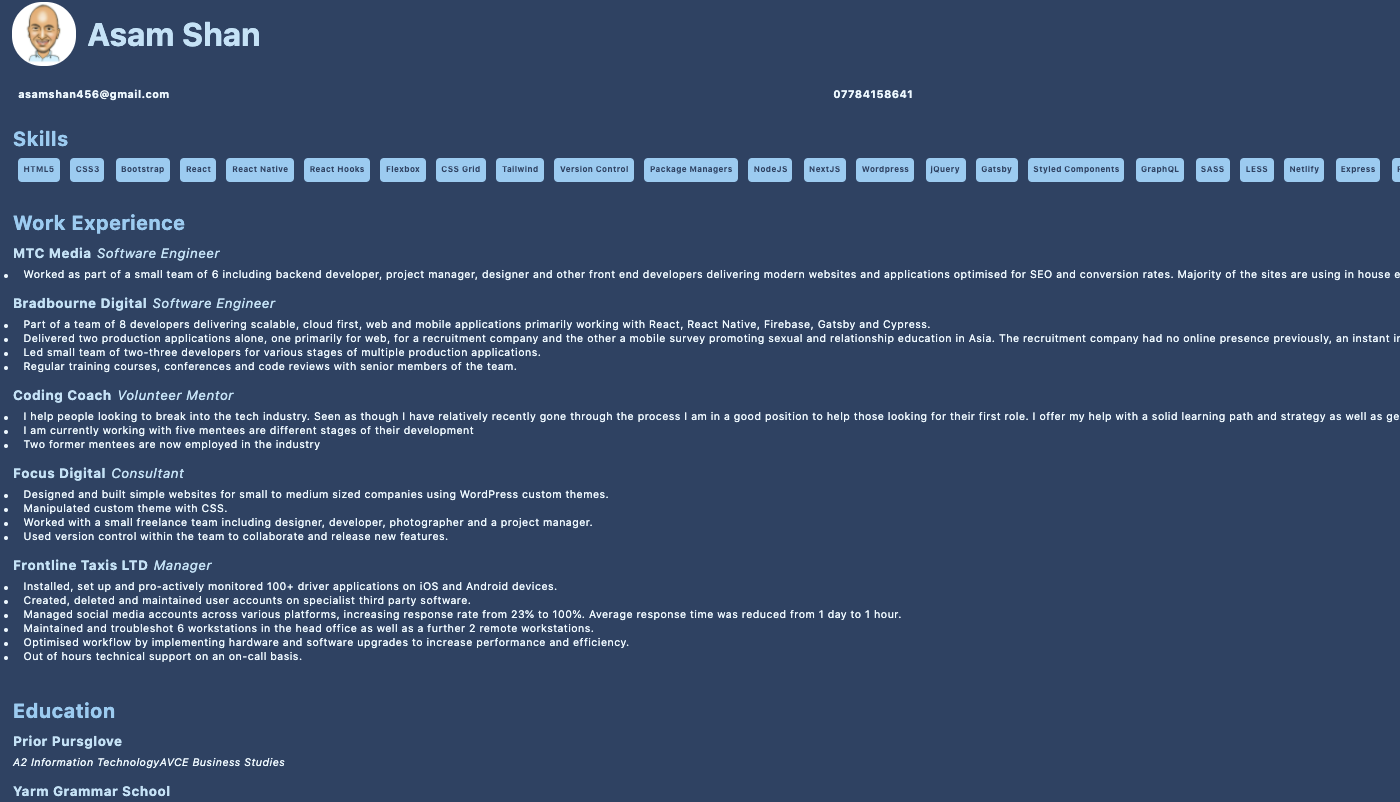 Asam Shan
asamshan456@gmail.com 07784158641
Skills
HTML5 CSS3 Bootstrap React React Native React Hooks Flexbox CSS Grid Tailwind Version Control Package Managers NodeJS NextJS Wordpress JQuery Gatsby Styled Components GraphQL SASS LESS Netlify Express
Work Experience
MTC Media Software Engineer
• Worked as part of a small team of 6 including backend developer, project manager, designer and other front end developers delivering modern websites and applications optimised for SEO and conversion rates. Majority of the sites are using in house
Bradbourne Digital Software Engineer
• Part of a team of 8 developers delivering scalable, cloud first, web and mobile applications primarily working with React, React Native, Firebase, Gatsby and Cypress.
• Delivered two production applications alone, one primarily for web, for a recruitment company and the other a mobile survey promoting sexual and relationship education in Asia. The recruitment company had no online presence previously, an instant
• Led small team of two-three developers for various stages of multiple production applications.
• Regular training courses, conferences and code reviews with senior members of the team.
Coding Coach Volunteer Mentor
• I help people looking to break into the tech industry. Seen as though I have relatively recently gone through the process I am in a good position to help those looking for their first role. I offer my help with a solid learning path and strategy as well as
• I am currently working with five mentees are different stages of their development
• Two former mentees are now employed in the industry
Focus Digital Consultant
• Designed and built simple websites for small to medium sized companies using WordPress custom themes.
• Manipulated custom theme with CSS.
• Worked with a small freelance team including designer, developer, photographer and a project manager.
• Used version control within the team to collaborate and release new features.
Frontline Taxis LTD Manager
• Installed, set up and pro-actively monitored 100+ driver applications on iOS and Android devices.
• Created, deleted and maintained user accounts on specialist third party software.
• Managed social media accounts across various platforms, increasing response rate from 23% to 100%. Average response time was reduced from 1 day to 1 hour.
• Maintained and troubleshot 6 workstations in the head office as well as a further 2 remote workstations.
• Optimised workflow by implementing hardware and software upgrades to increase performance and efficiency.
• Out of hours technical support on an on-call basis.
Education
Prior Pursglove
A2 Information TechnologyAVCE Business Studies
Yarm Grammar School